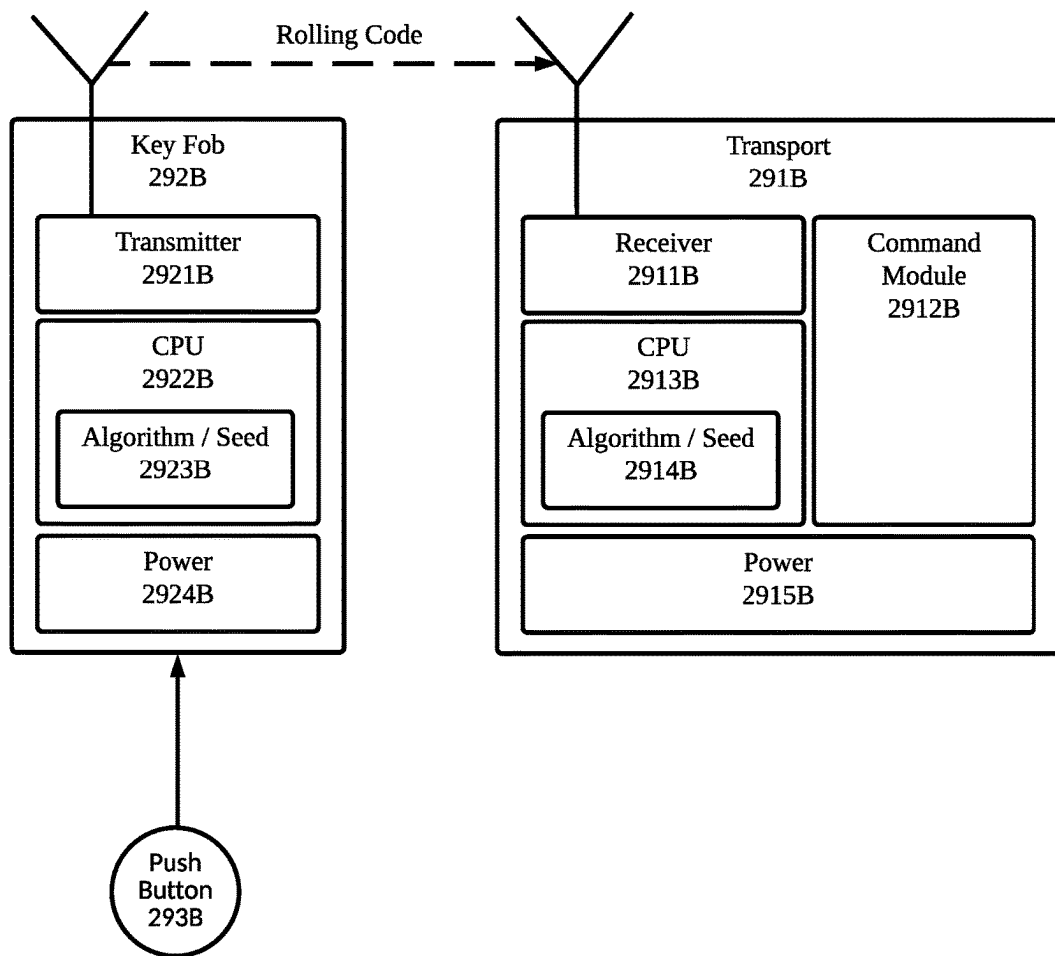 Rolling Code
Key Fob
292B
Transmitter
2921B
CPU
2922B
Algorithm / Seed
2923B
Power
2924B
Transport
291B
Receiver
2911B
Command
Module
2912B
CPU
2913B
Algorithm / Seed
2914B
Power
2915B
Push
Button
293B